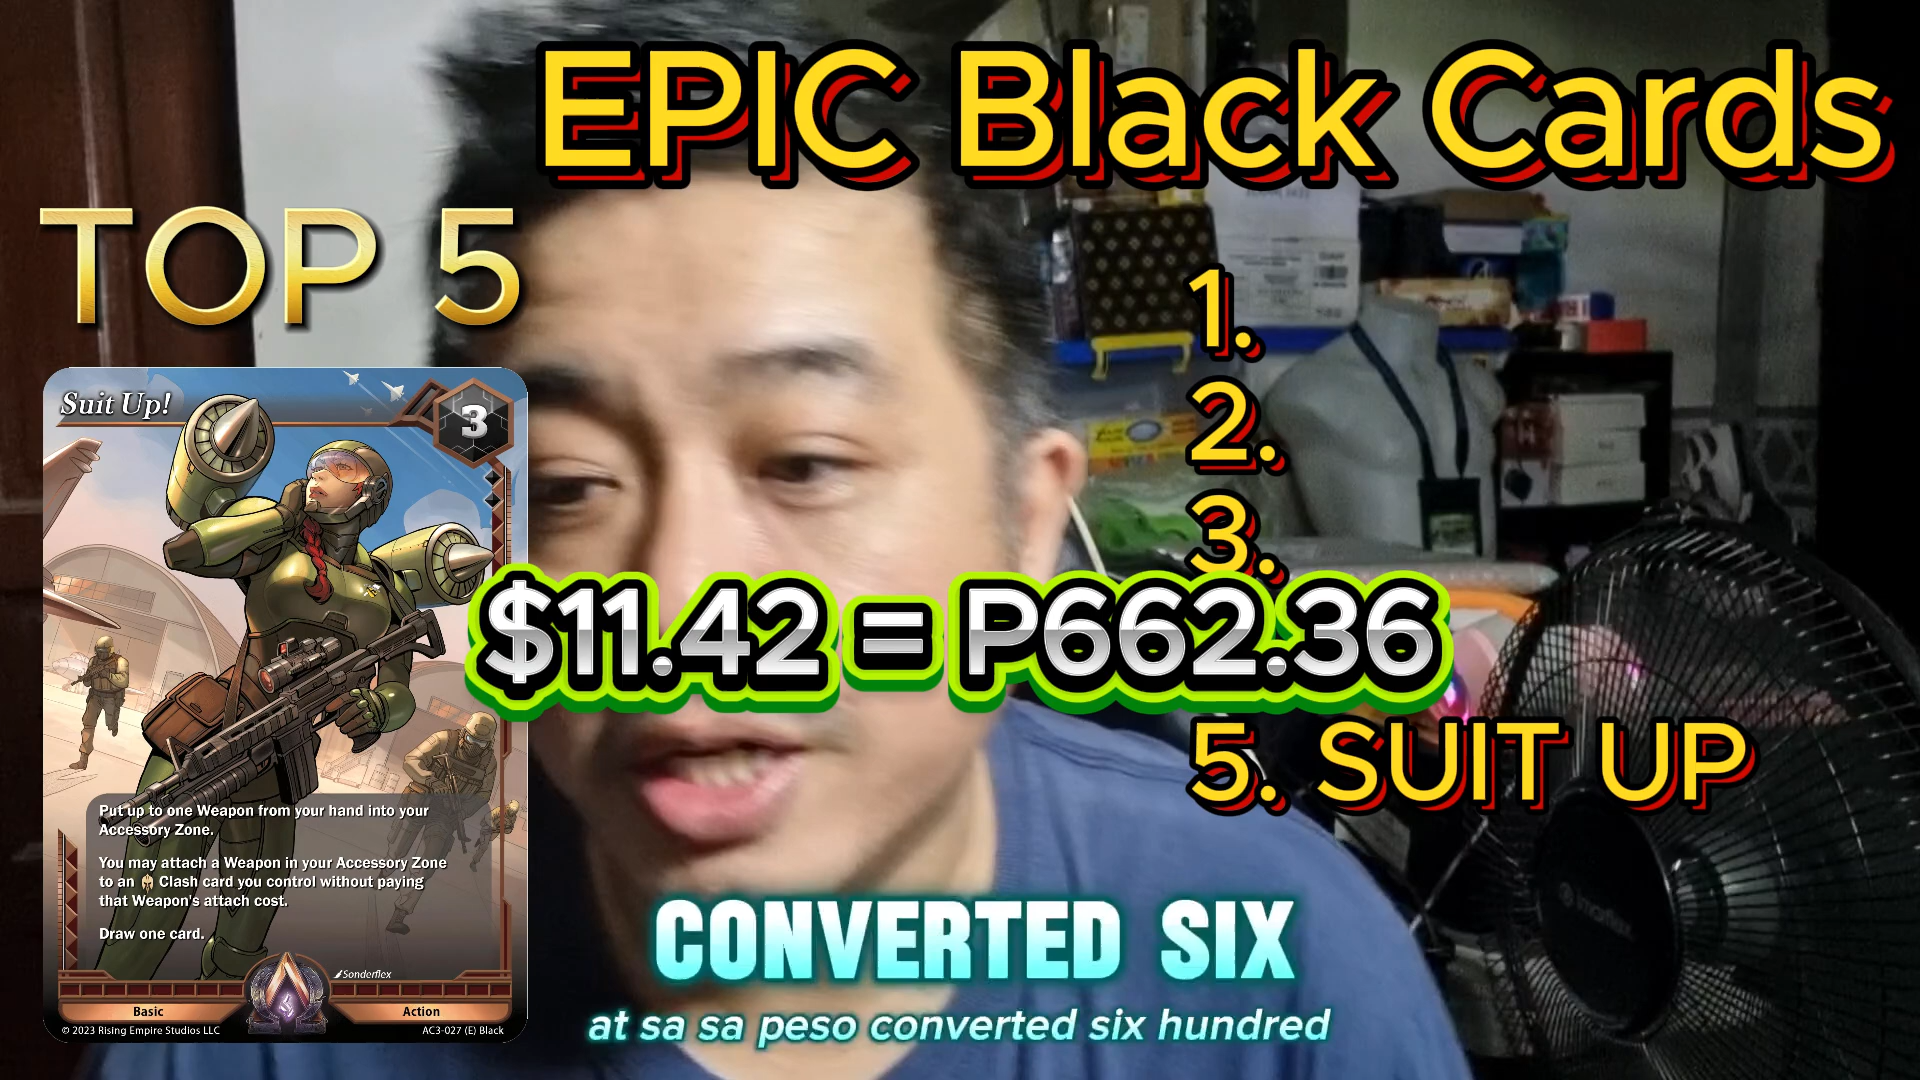 EPIC Black Cards
TOP 5
1.
2.
3.
$11.42 = P662.36
5. SUIT UP
Suit Up!
3
Put up to one Weapon from your hand into your
Accessory Zone.
You may attach a Weapon in your Accessory Zone
to an Clash card you control without paying
that Weapon's attach cost.
Draw one card.
Sonderflex
Basic
Action
© 2023 Rising Empire Studios LLC
AC3-027 (E) Black
CONVERTED SIX
at sa sa peso converted six hundred